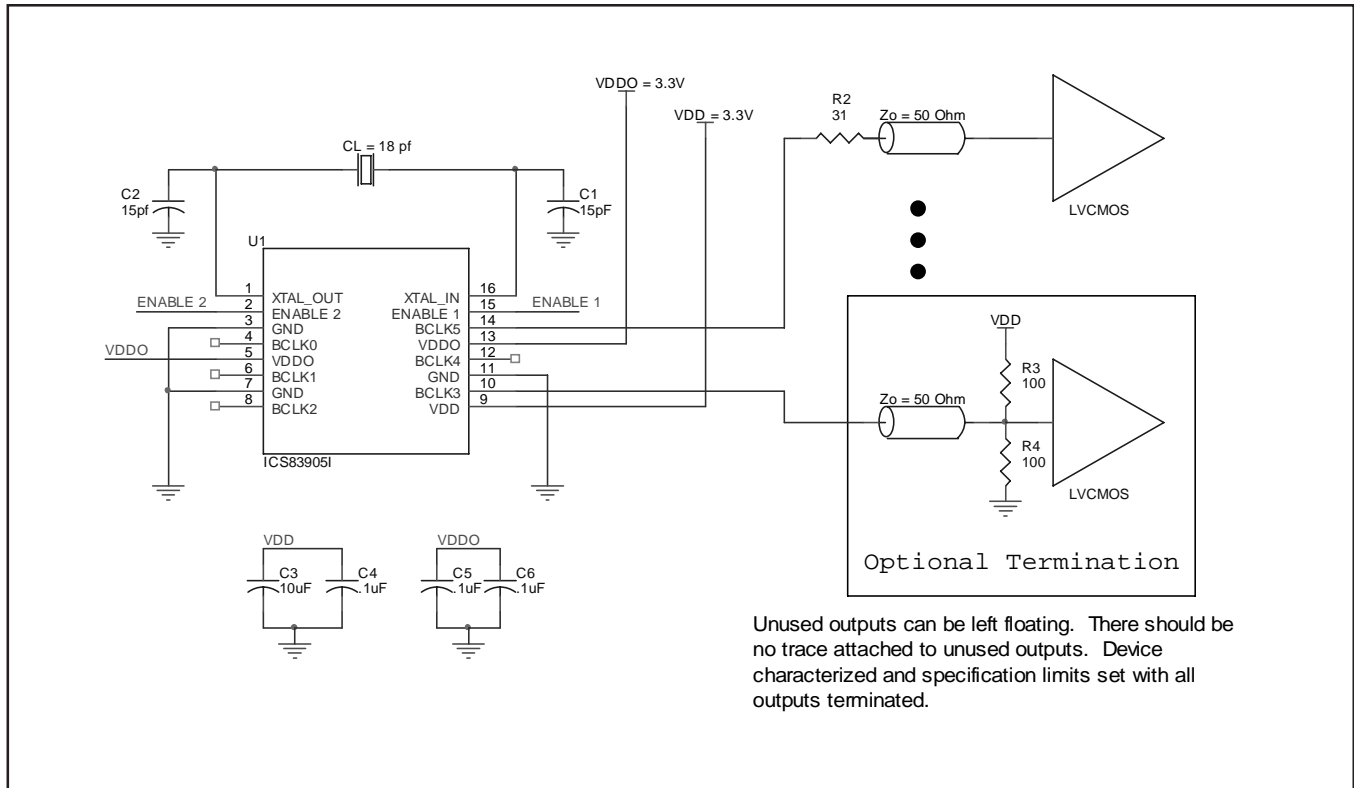 VDDO = 3.3V
VDD = 3.3V
R2
31
Zo = 50 Ohm
LVCMOS
CL = 18 pf
C2
15pf
C1
15pF
U1
1
2
3
4
5
6
7
8
XTAL_OUT
ENABLE 2
GND
BCLK0
VDDO
BCLK1
GND
BCLK2
XTAL_IN
ENABLE 1
BCLK5
VDDO
BCLK4
GND
BCLK3
VDD
16
15
14
13
12
11
10
9
ENABLE 2
VDDO
ENABLE 1
ICS83905I
VDD
R3
100
Zo = 50 Ohm
R4
100
LVCMOS
Optional Termination
VDD
C3
10uF
C4
.1uF
VDDO
C5
.1uF
C6
.1uF
Unused outputs can be left floating. There should be
no trace attached to unused outputs. Device
characterized and specification limits set with all
outputs terminated.